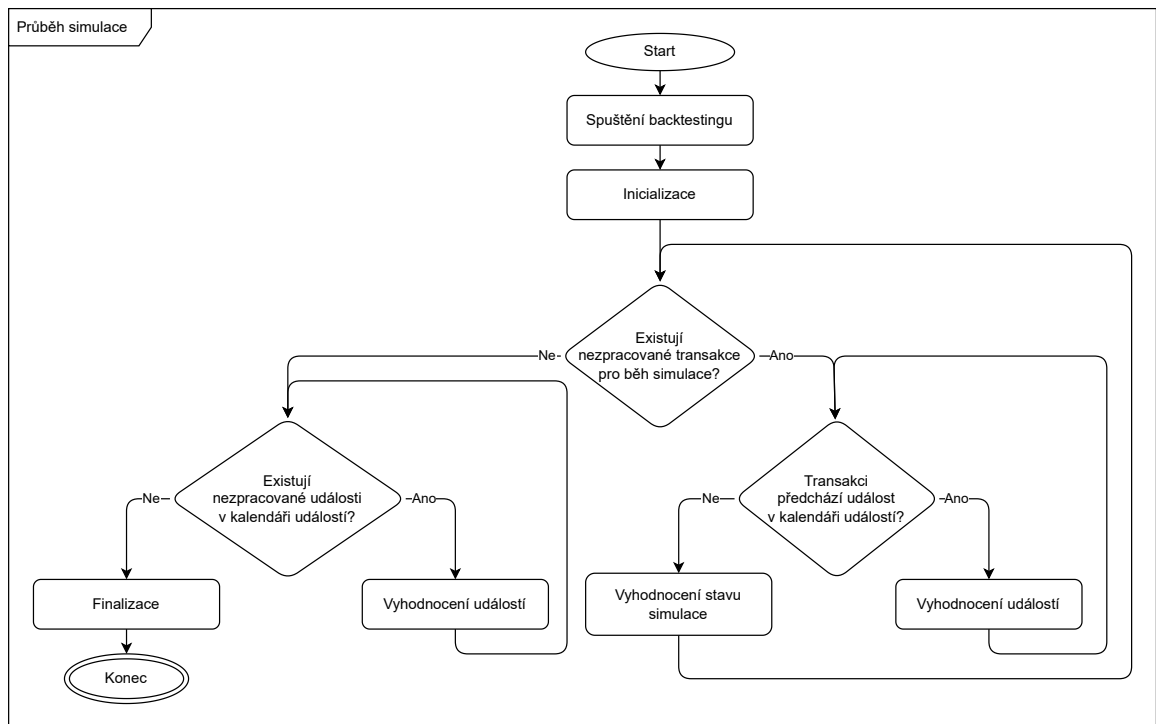 Průběh simulace
Start
Spuštění backtestingu
Inicializace
Existují
nezpracované transakce
pro běh simulace?
Ne
Ano
Existují
nezpracované události
v kalendáři událostí?
Ne
Ano
Transakci
předchází událost
v kalendáři událostí?
Ne
Ano
Finalizace
Vyhodnocení událostí
Vyhodnocení stavu
simulace
Vyhodnocení událostí
Konec